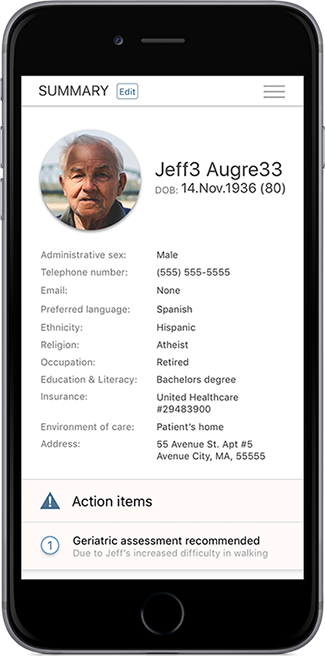 SUMMARY Edit
Jeff3 Augre33
DOB: 14.Nov.1936 (80)
Administrative sex: Male
Telephone number: (555) 555-5555
Email: None
Preferred language: Spanish
Ethnicity: Hispanic
Religion: Atheist
Occupation: Retired
Education & Literacy: Bachelors degree
Insurance: United Healthcare
#29483900
Environment of care: Patient's home
Address: 55 Avenue St. Apt #5
Avenue City, MA, 55555
Action items
1 Geriatric assessment recommended
Due to Jeff's increased difficulty in walking